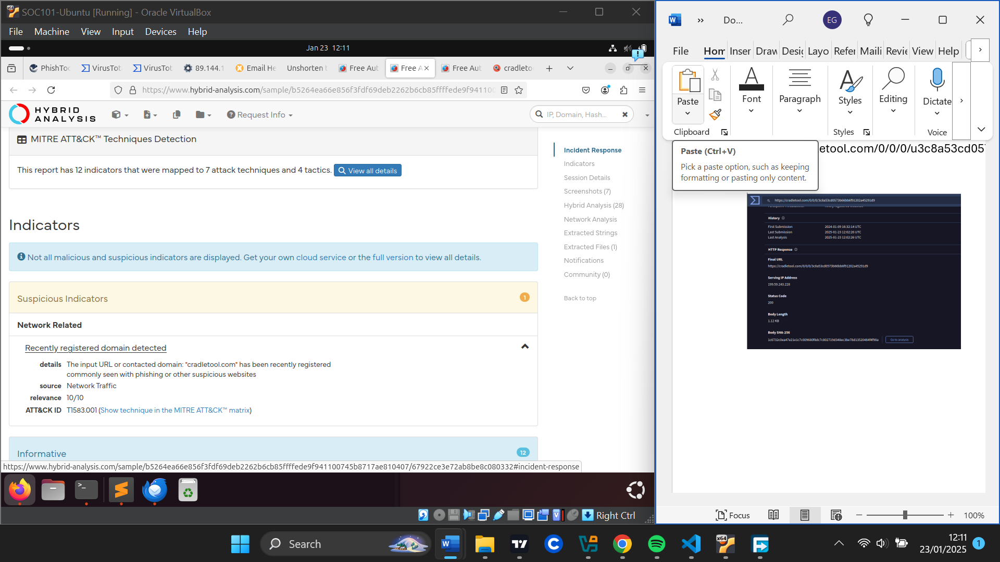 SOC101-Ubuntu [Running] - Oracle VirtualBox
File Machine View Input Devices Help
Jan 23 12:11
PhishToo
VirusTot
VirusTot
89.144.1
Email He
Unshorten t
Free Aut
Free A
Free Aut
cradleto
https://www.hybrid-analysis.com/sample/b5264ea66e856f3fdf69deb2262b6cb85ffffede9f941100
HYBRID
ANALYSIS
Request Info
IP, Domain, Hash...
MITRE ATT&CK™ Techniques Detection
This report has 12 indicators that were mapped to 7 attack techniques and 4 tactics. View all details
Indicators
Not all malicious and suspicious indicators are displayed. Get your own cloud service or the full version to view all details.
Suspicious Indicators 1
Network Related
Recently registered domain detected
details The input URL or contacted domain: "cradletool.com" has been recently registered
commonly seen with phishing or other suspicious websites
source Network Traffic
relevance 10/10
ATT&CK ID T1583.001 (Show technique in the MITRE ATT&CK™ matrix)
Informative 12
Incident Response
Indicators
Session Details
Screenshots (7)
Hybrid Analysis (28)
Network Analysis
Extracted Strings
Extracted Files (1)
Notifications
Community (0)
Back to top
https://www.hybrid-analysis.com/sample/b5264ea66e856f3fdf69deb2262b6cb85ffffede9f941100745b8717ae810407/67922ce3e72ab8be8c080332#incident-response
Right Ctrl
Do...
EG
File Hom Inser Draw Desig Layo Refer Maili Revie View Help
Paste
Font
Paragraph
Styles
Editing
Dictate
Clipboard
Styles
Voice
Paste (Ctrl+V)
Pick a paste option, such as keeping
formatting or pasting only content.
etool.com/0/0/0/u3c8a53cd057
https://cradletool.com/0/0/0/3c8a53cd0573b66bb6f91202a45291d9
History
First Submission 2024-01-09 16:32:14 UTC
Last Submission 2025-01-23 12:02:26 UTC
Last Analysis 2025-01-23 12:02:26 UTC
HTTP Response
Final URL
https://cradletool.com/0/0/0/3c8a53cd0573b66bb6f91202a45291d9
Serving IP Address
199.59.243.228
Status Code
200
Body Length
1.12 KB
Body SHA-256
Go to analysis
Focus
100%
Search
12:11
23/01/2025
1